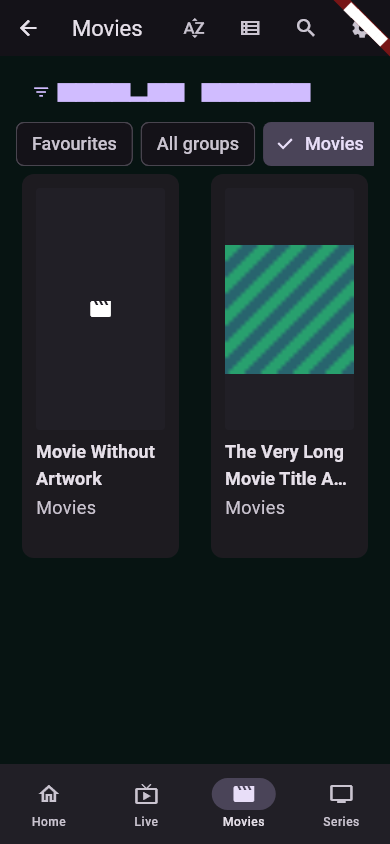 Movies
AZ
Favourites
All groups
Movies
Movie Without
Artwork
Movies
The Very Long
Movie Title A...
Movies
Home
Live
Movies
Series